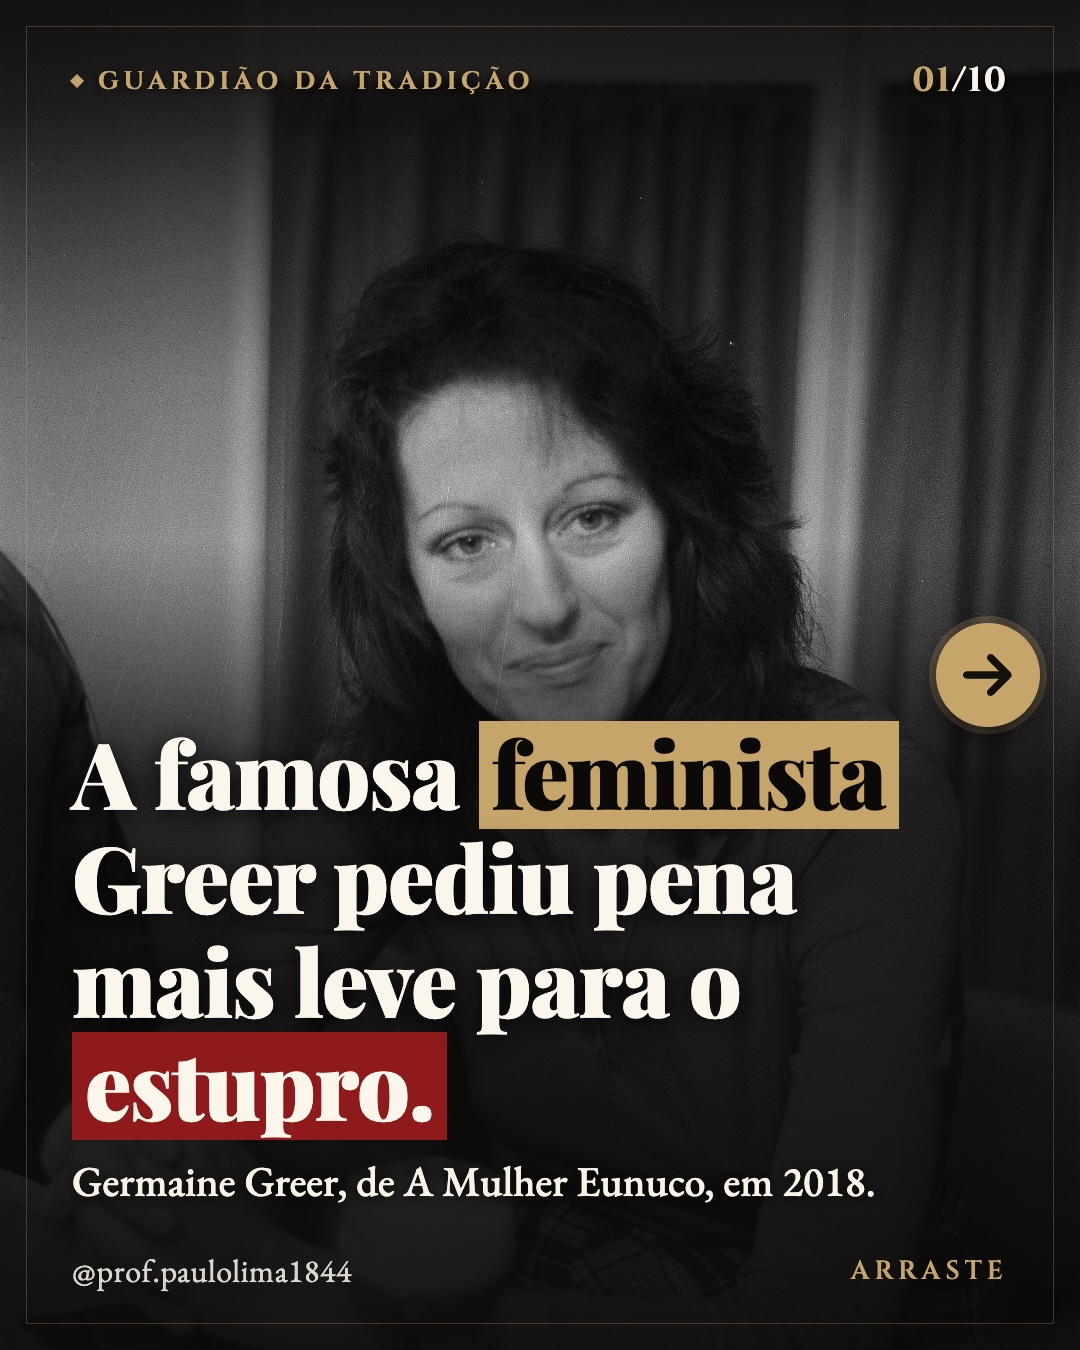 GUARDIÃO DA TRADIÇÃO
01/10
A famosa feminista
Greer pediu pena
mais leve para o
estupro.
Germaine Greer, de A Mulher Eunuco, em 2018.
@prof.paulolima1844
ARRASTE